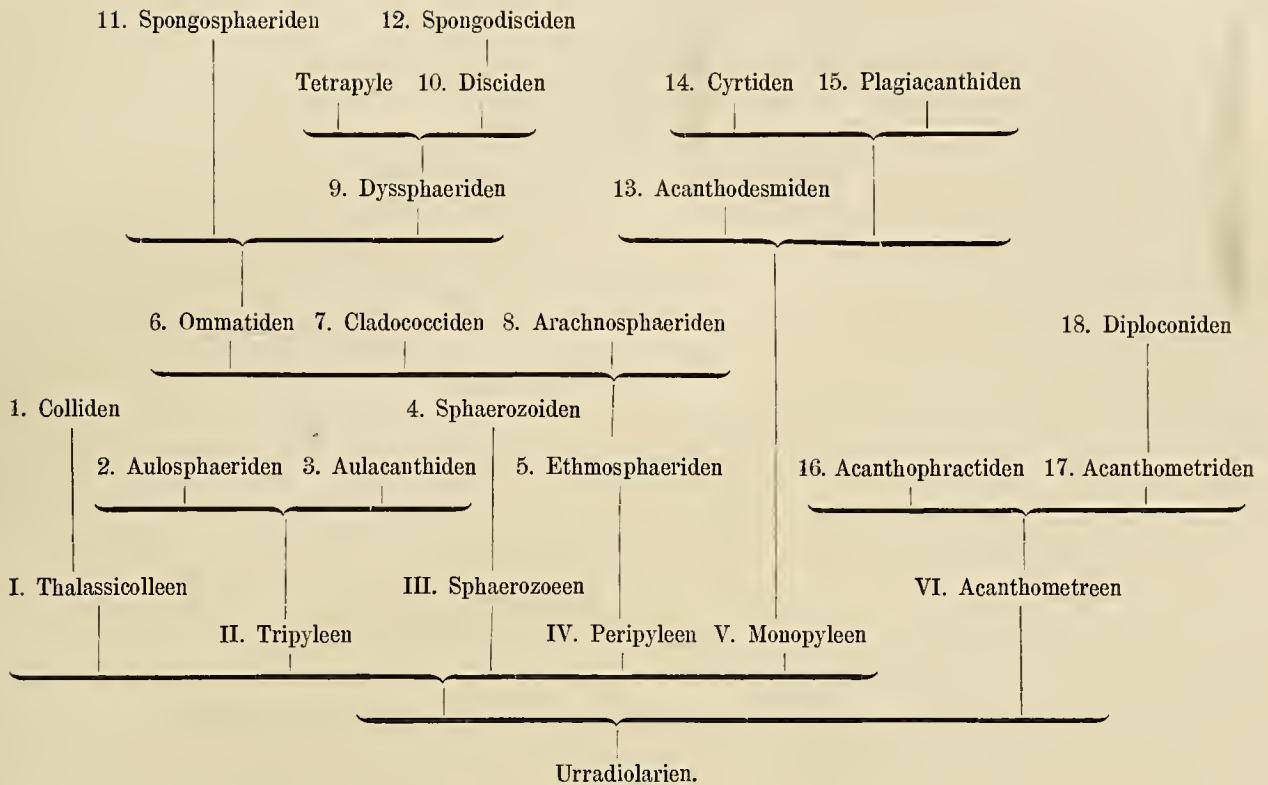 11. Spongosphaeriden 12. Spongodisciden
Tetrapyle 10. Disciden 14. Cyrtiden 15. Plagiacanthiden
9. Dyssphaeriden 13. Acanthodesmiden
6. Ommatiden 7. Cladococciden 8. Arachnosphaeriden 18. Diploconiden
1. Colliden 4. Sphaerozoiden
2. Aulosphaeriden 3. Aulacanthiden 5. Ethmosphaeriden 16. Acanthophractiden 17. Acanthometriden
I. Thalassicolleen III. Sphaerozoeen VI. Acanthometreen
II. Tripyleen IV. Peripyleen V. Monopyleen
Urradiolarien.